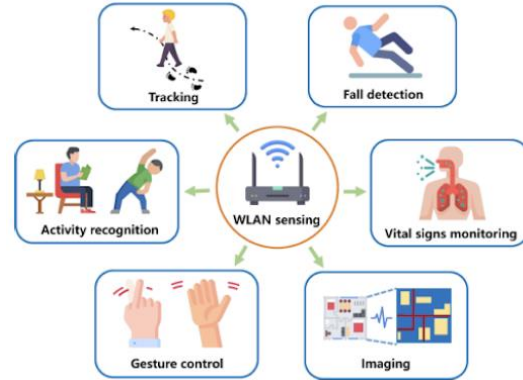 Tracking
Fall detection
WLAN sensing
Activity recognition
Vital signs monitoring
Gesture control
Imaging